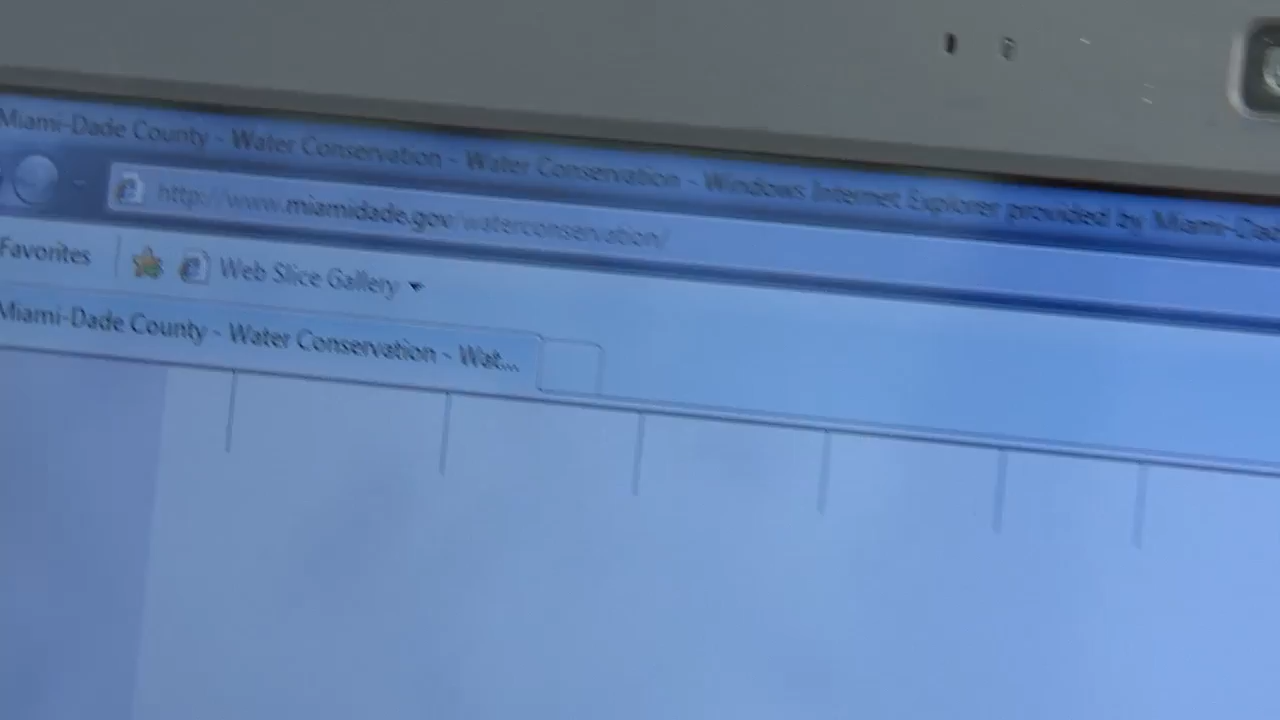 Miami-Dade County - Water Conservation - Water Conservation - Windows Internet Explorer provided by Miami-Dade
http://www.miamidade.gov/waterconservation/
Favorites Web Slice Gallery
Miami-Dade County - Water Conservation - Wat...